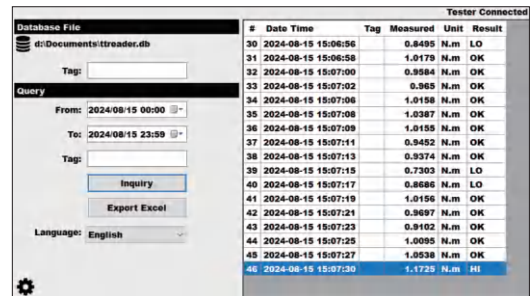 Tester Connected
Database File
d:\Documents\ttreader.db
Tag:
Query
From: 2024/08/15 00:00
To: 2024/08/15 23:59
Tag:
Inquiry
Export Excel
Language: English
# Date Time Tag Measured Unit Result
30 2024-08-15 15:06:56 0.8495 N.m LO
31 2024-08-15 15:06:58 1.0179 N.m OK
32 2024-08-15 15:07:00 0.9584 N.m OK
33 2024-08-15 15:07:02 0.965 N.m OK
34 2024-08-15 15:07:06 1.0158 N.m OK
35 2024-08-15 15:07:08 1.0387 N.m OK
36 2024-08-15 15:07:09 1.0155 N.m OK
37 2024-08-15 15:07:11 0.9452 N.m OK
38 2024-08-15 15:07:13 0.9374 N.m OK
39 2024-08-15 15:07:15 0.7303 N.m LO
40 2024-08-15 15:07:17 0.8686 N.m LO
41 2024-08-15 15:07:19 1.0156 N.m OK
42 2024-08-15 15:07:21 0.9697 N.m OK
43 2024-08-15 15:07:23 0.9102 N.m OK
44 2024-08-15 15:07:25 1.0095 N.m OK
45 2024-08-15 15:07:27 1.0538 N.m OK
46 2024-08-15 15:07:30 1.1725 N.m HI